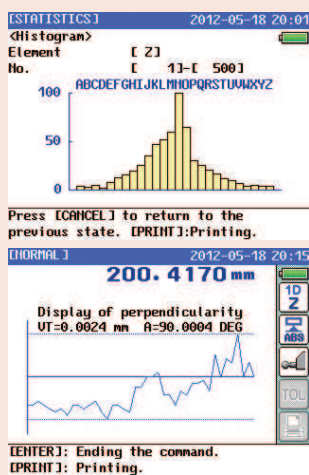 [STATISTICS] 2012-05-18 20:01
<Histogram>
Element [ Z]
No. [ 1]-[ 500]
ABCDEFGHIJKLMNOPQRSTUVWXYZ
100
50
0
Press [CANCEL] to return to the
previous state. [PRINT]:Printing.
[NORMAL] 2012-05-18 20:15
200.4170 mm
1D
Z
Display of perpendicularity
VT=0.0024 mm A=90.0004 DEG
ABS
TOL
[ENTER]: Ending the command.
[PRINT]: Printing.